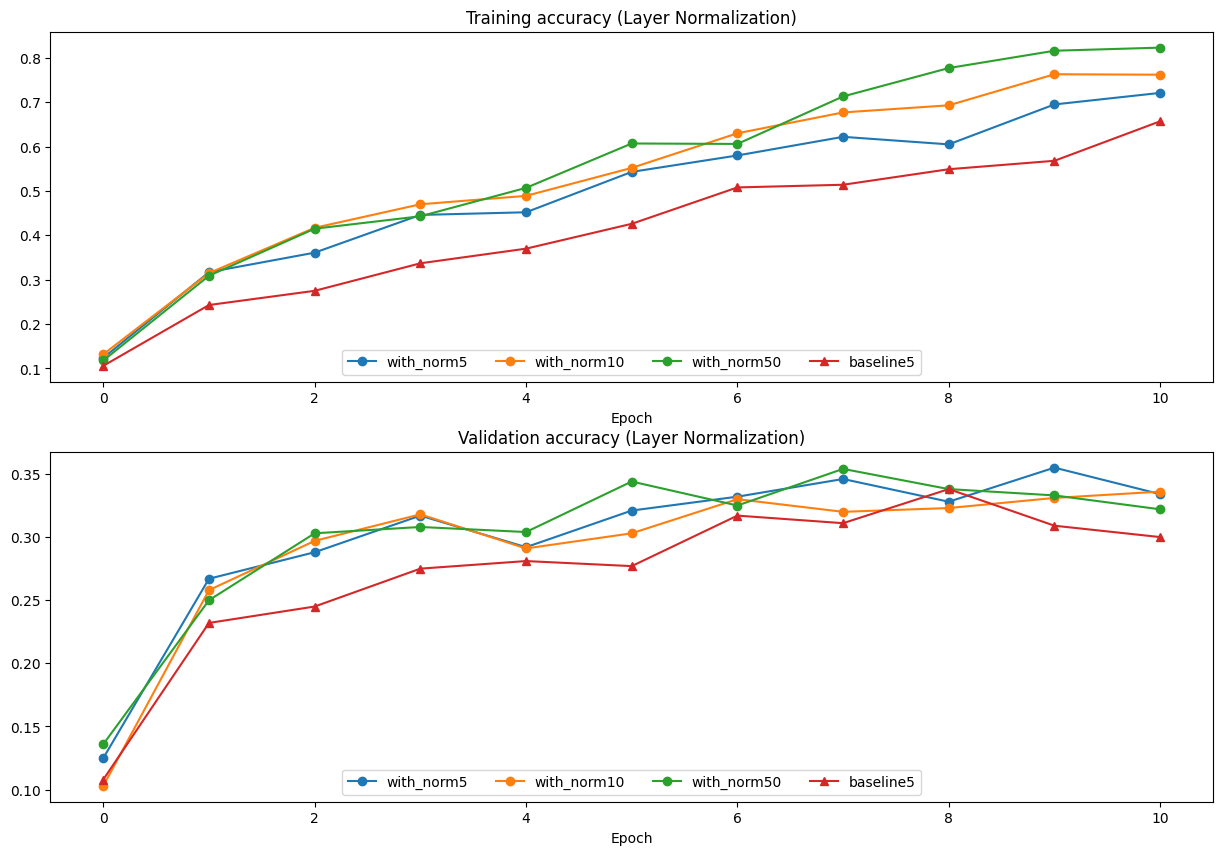 Training accuracy (Layer Normalization)
0.8
0.7
0.6
0.5
0.4
0.3
0.2
0.1
with_norm5 with_norm10 with_norm50 baseline5
0 2 4 6 8 10
Epoch
Validation accuracy (Layer Normalization)
0.35
0.30
0.25
0.20
0.15
0.10
with_norm5 with_norm10 with_norm50 baseline5
0 2 4 6 8 10
Epoch